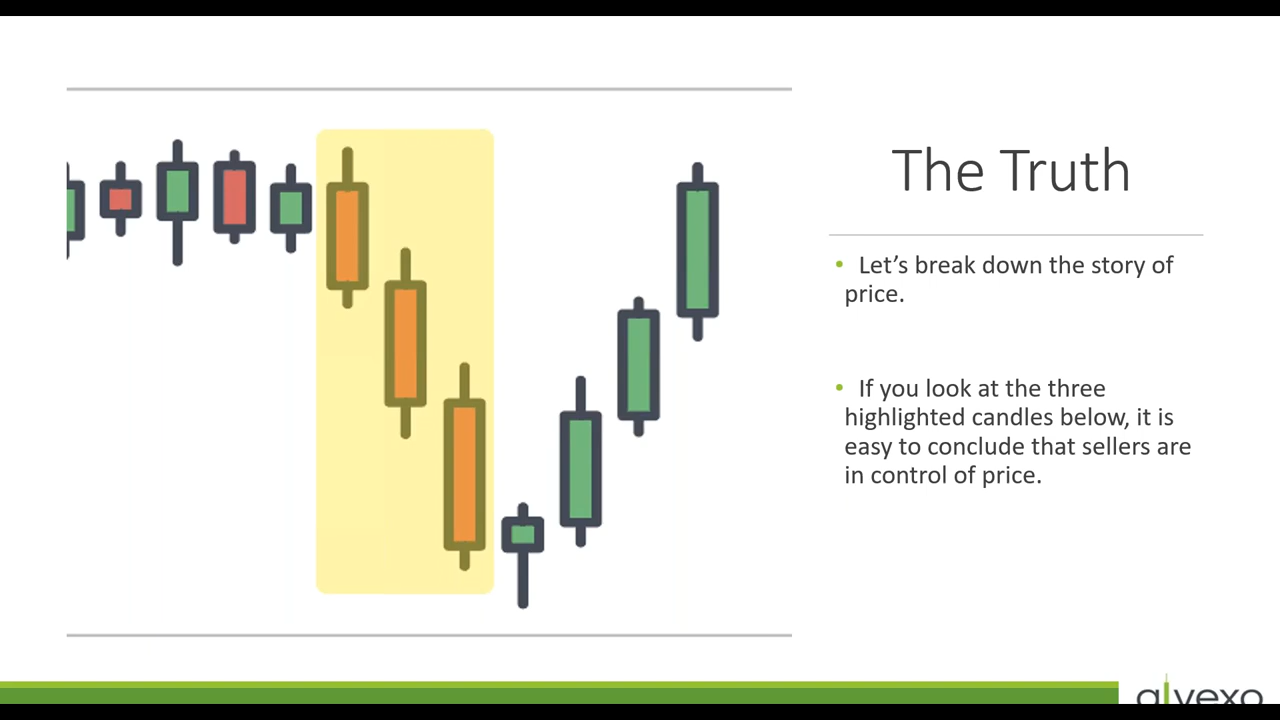 The Truth
• Let’s break down the story of
price.
• If you look at the three
highlighted candles below, it is
easy to conclude that sellers are
in control of price.
alvexo